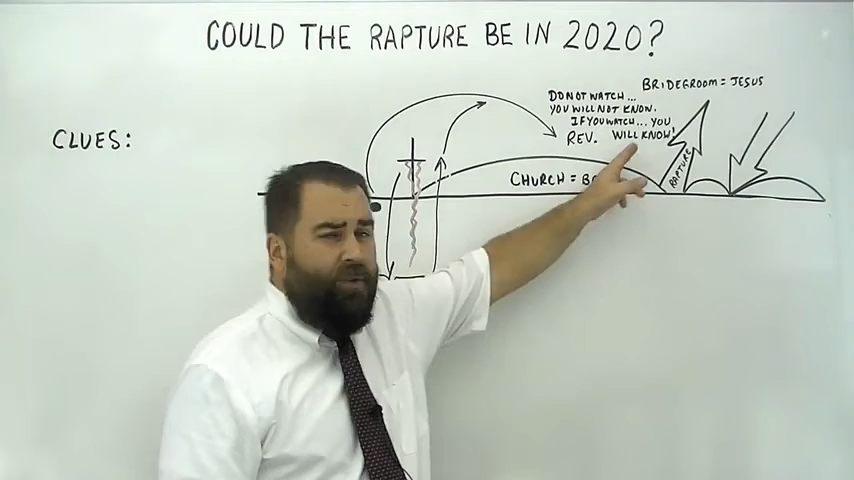 COULD THE RAPTURE BE IN 2020?
BRIDEGROOM = JESUS
DO NOT WATCH...
YOU WILL NOT KNOW.
IF YOU WATCH... YOU
REV. WILL KNOW!
CLUES:
CHURCH =
RAPTURE